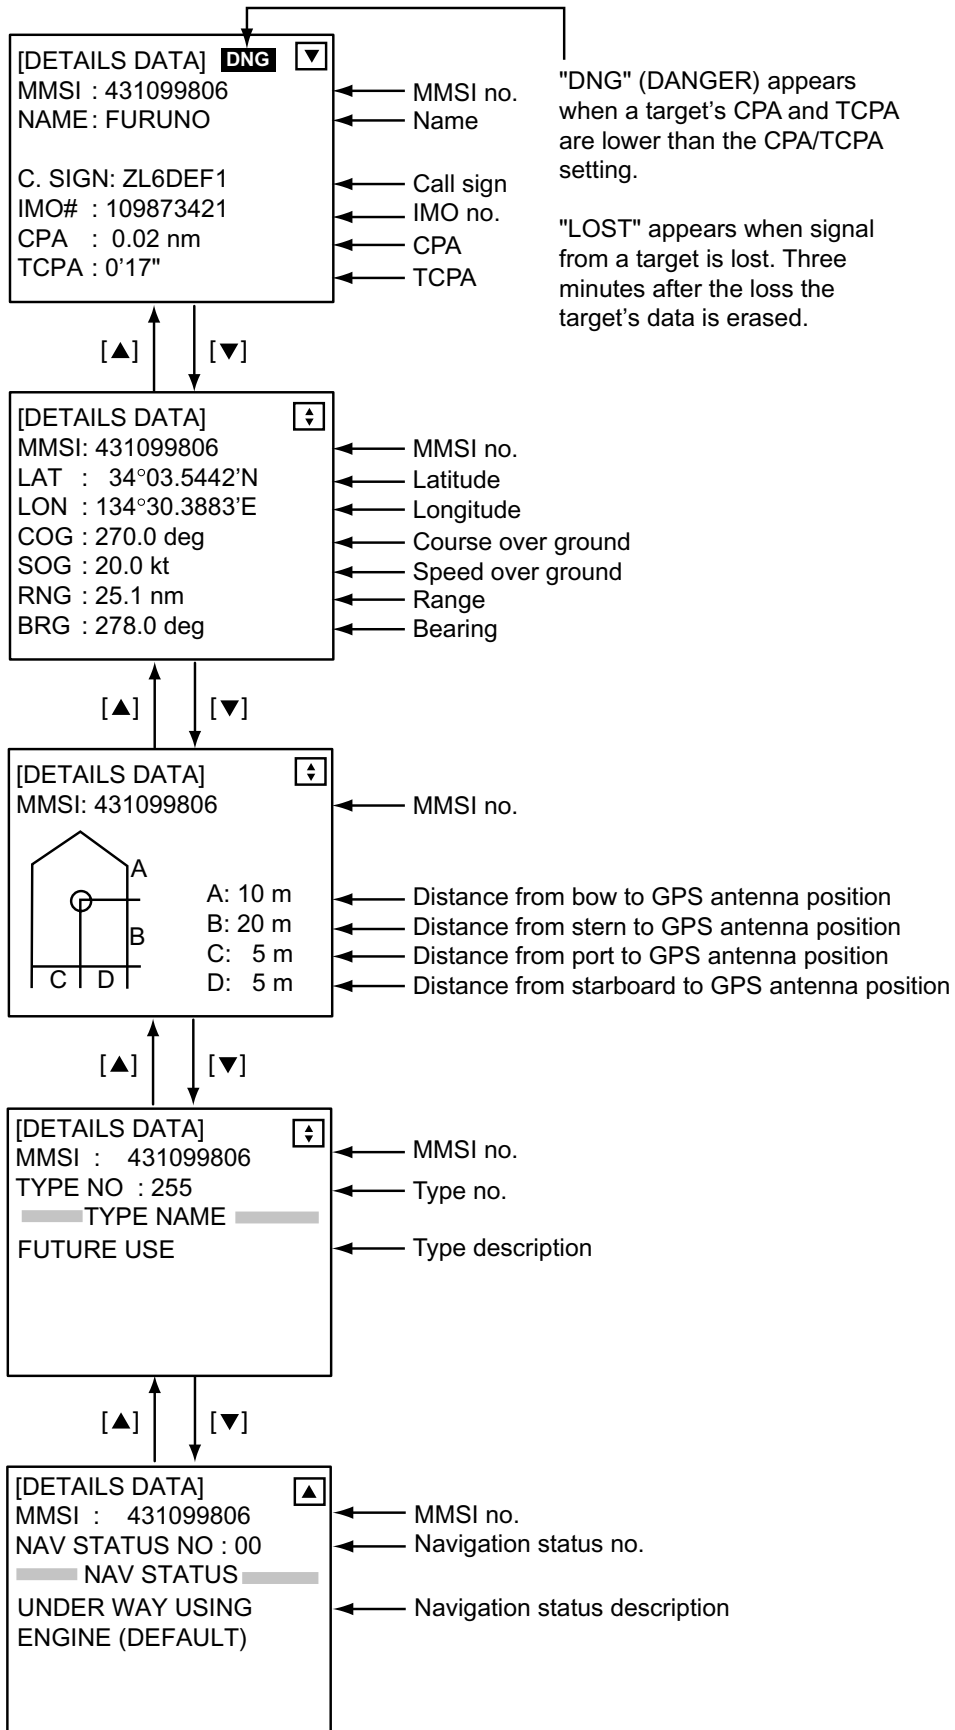 [DETAILS DATA] DNG ▼
MMSI : 431099806
NAME : FURUNO
C. SIGN: ZL6DEF1
IMO# : 109873421
CPA : 0.02 nm
TCPA : 0'17"
MMSI no.
Name
Call sign
IMO no.
CPA
TCPA
"DNG" (DANGER) appears
when a target's CPA and TCPA
are lower than the CPA/TCPA
setting.
"LOST" appears when signal
from a target is lost. Three
minutes after the loss the
target's data is erased.
[▲] [▼]
[DETAILS DATA]
MMSI: 431099806
LAT : 34°03.5442'N
LON : 134°30.3883'E
COG : 270.0 deg
SOG : 20.0 kt
RNG : 25.1 nm
BRG : 278.0 deg
MMSI no.
Latitude
Longitude
Course over ground
Speed over ground
Range
Bearing
[▲] [▼]
[DETAILS DATA]
MMSI: 431099806
A
B
C D
A: 10 m
B: 20 m
C: 5 m
D: 5 m
MMSI no.
Distance from bow to GPS antenna position
Distance from stern to GPS antenna position
Distance from port to GPS antenna position
Distance from starboard to GPS antenna position
[▲] [▼]
[DETAILS DATA]
MMSI : 431099806
TYPE NO : 255
TYPE NAME
FUTURE USE
MMSI no.
Type no.
Type description
[▲] [▼]
[DETAILS DATA] ▲
MMSI : 431099806
NAV STATUS NO : 00
NAV STATUS
UNDER WAY USING
ENGINE (DEFAULT)
MMSI no.
Navigation status no.
Navigation status description